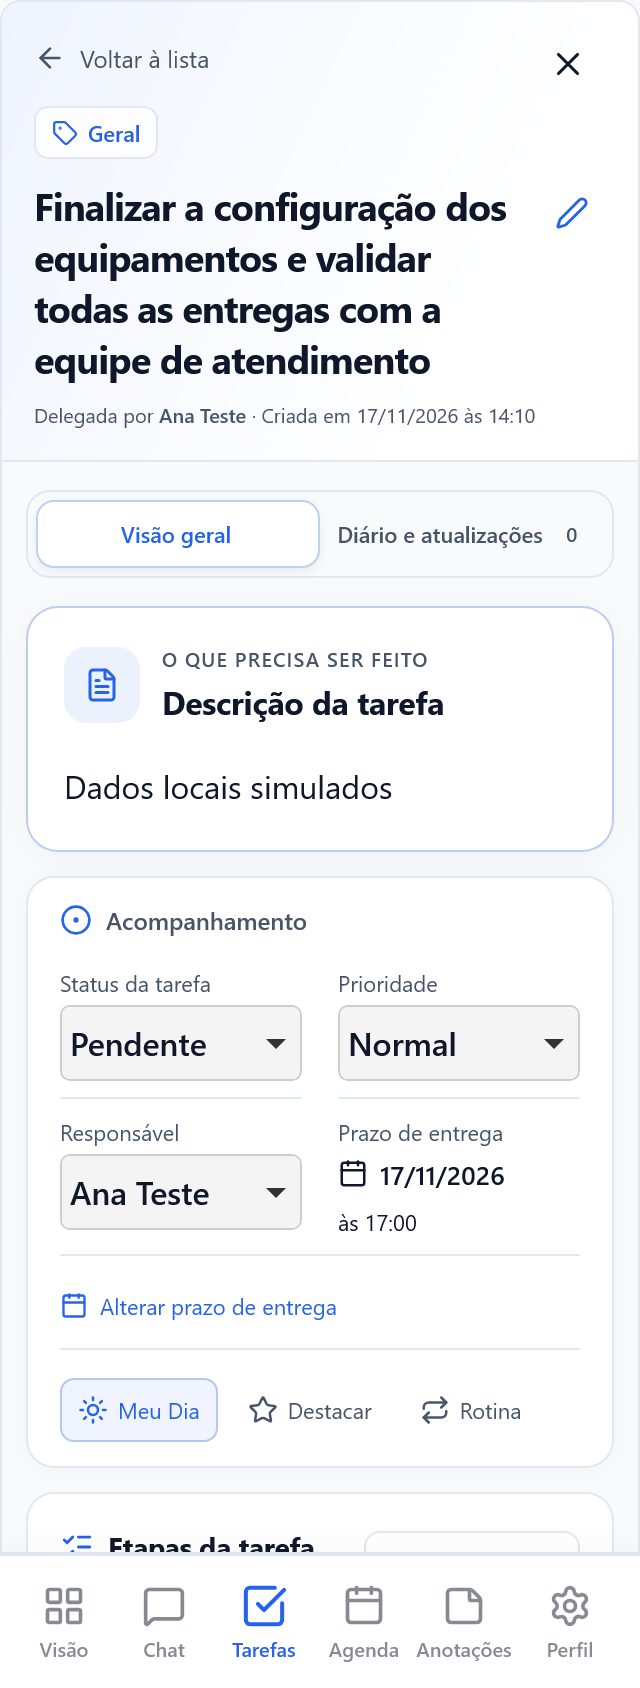 Voltar à lista
Geral
Finalizar a configuração dos
equipamentos e validar
todas as entregas com a
equipe de atendimento
Delegada por Ana Teste · Criada em 17/11/2026 às 14:10
Visão geral
Diário e atualizações 0
O QUE PRECISA SER FEITO
Descrição da tarefa
Dados locais simulados
Acompanhamento
Status da tarefa
Pendente
Prioridade
Normal
Responsável
Ana Teste
Prazo de entrega
17/11/2026
às 17:00
Alterar prazo de entrega
Meu Dia
Destacar
Rotina
Etapas da tarefa
Visão
Chat
Tarefas
Agenda
Anotações
Perfil